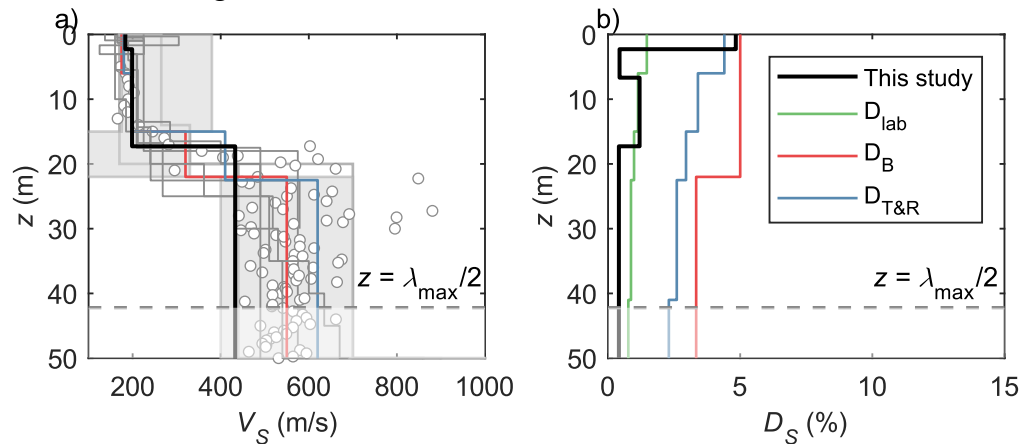 a)
0
10
20
30
40
50
z (m)
z = λmax/2
200
400
600
800
1000
VS (m/s)
b)
0
10
20
30
40
50
z (m)
This study
Dlab
DB
DT&R
z = λmax/2
0
5
10
15
DS (%)